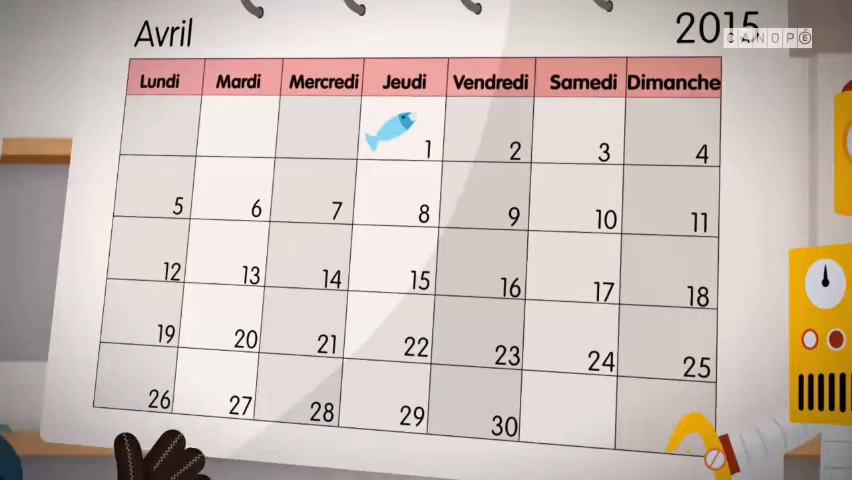 Avril 2015
CANOPÉ
Lundi Mardi Mercredi Jeudi Vendredi Samedi Dimanche
1 2 3 4
5 6 7 8 9 10 11
12 13 14 15 16 17 18
19 20 21 22 23 24 25
26 27 28 29 30